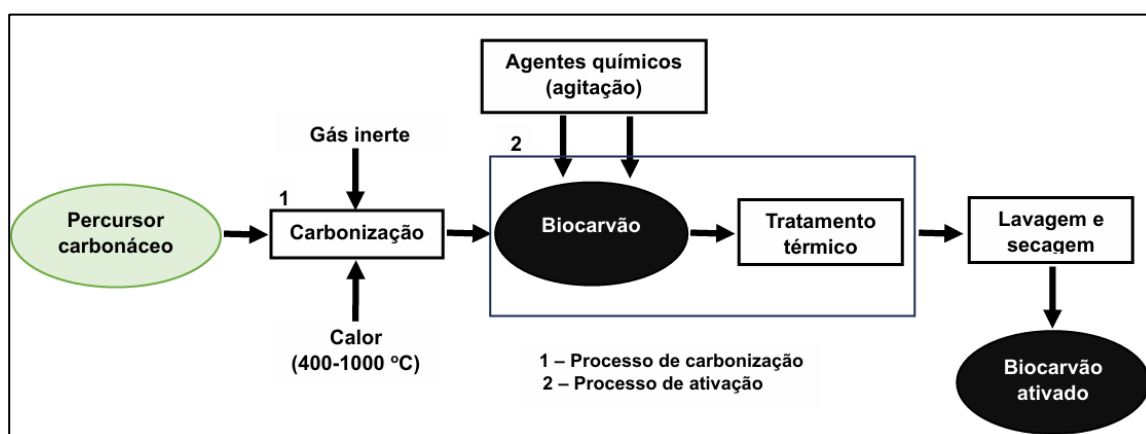 Agentes químicos
(agitação)
Gás inerte
2
1
Percursor
carbonáceo
Carbonização
Biocarvão
Tratamento
térmico
Lavagem e
secagem
Calor
(400-1000 ºC)
1 – Processo de carbonização
2 – Processo de ativação
Biocarvão
ativado